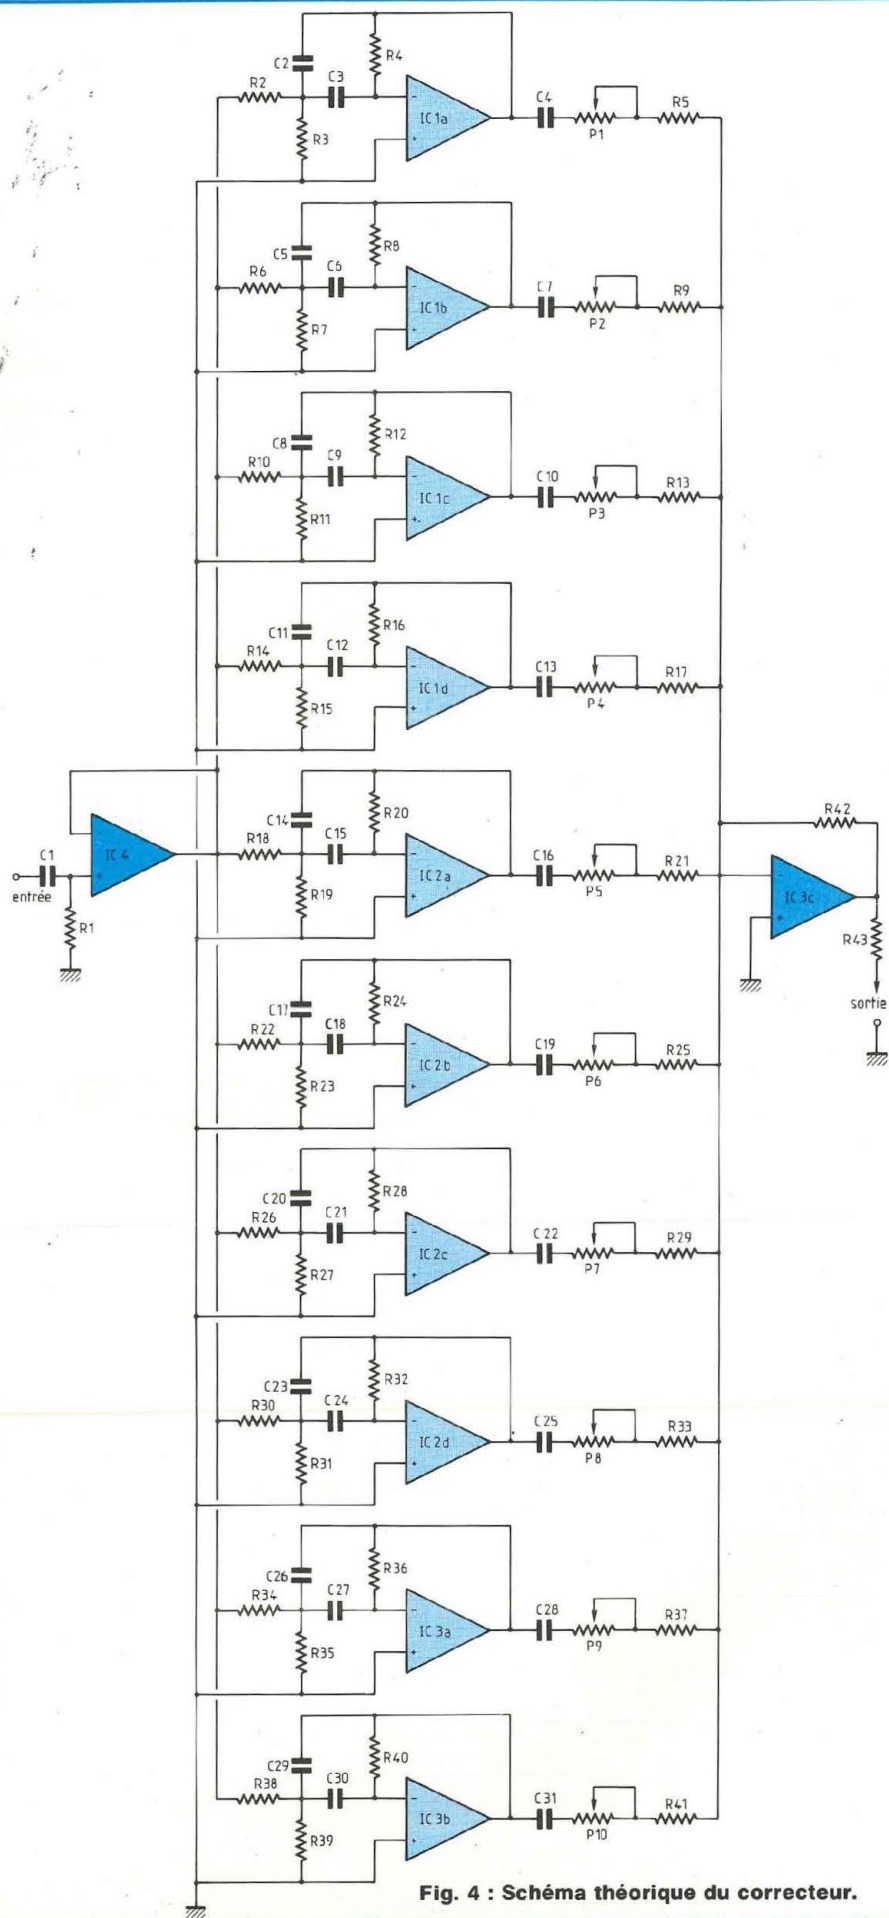 C2
R4
R2
C3
−
IC 1a
+
R3
C4
P1
R5
C5
R8
R6
C6
−
IC 1b
+
R7
C7
P2
R9
C8
R12
R10
C9
−
IC 1c
+
R11
C10
P3
R13
C11
R16
R14
C12
−
IC 1d
+
R15
C13
P4
R17
C1
entrée
R1
−
IC 4
+
C14
R20
R18
C15
−
IC 2a
+
R19
C16
P5
R21
R42
−
IC 3c
+
R43
sortie
C17
R24
R22
C18
−
IC 2b
+
R23
C19
P6
R25
C20
R28
R26
C21
−
IC 2c
+
R27
C22
P7
R29
C23
R32
R30
C24
−
IC 2d
+
R31
C25
P8
R33
C26
R36
R34
C27
−
IC 3a
+
R35
C28
P9
R37
C29
R40
R38
C30
−
IC 3b
+
R39
C31
P10
R41
Fig. 4 : Schéma théorique du correcteur.